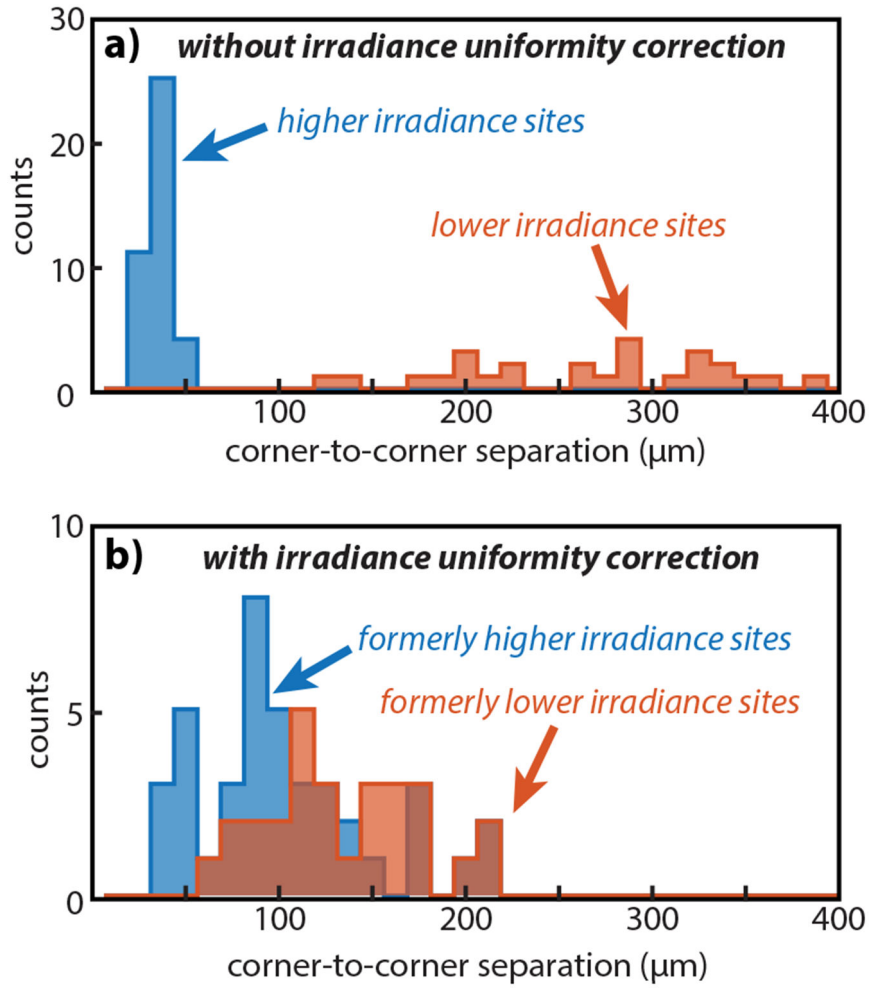 a) without irradiance uniformity correction
30
20
10
0
counts
higher irradiance sites
lower irradiance sites
100 200 300 400
corner-to-corner separation (μm)
b) with irradiance uniformity correction
10
5
0
counts
formerly higher irradiance sites
formerly lower irradiance sites
100 200 300 400
corner-to-corner separation (μm)